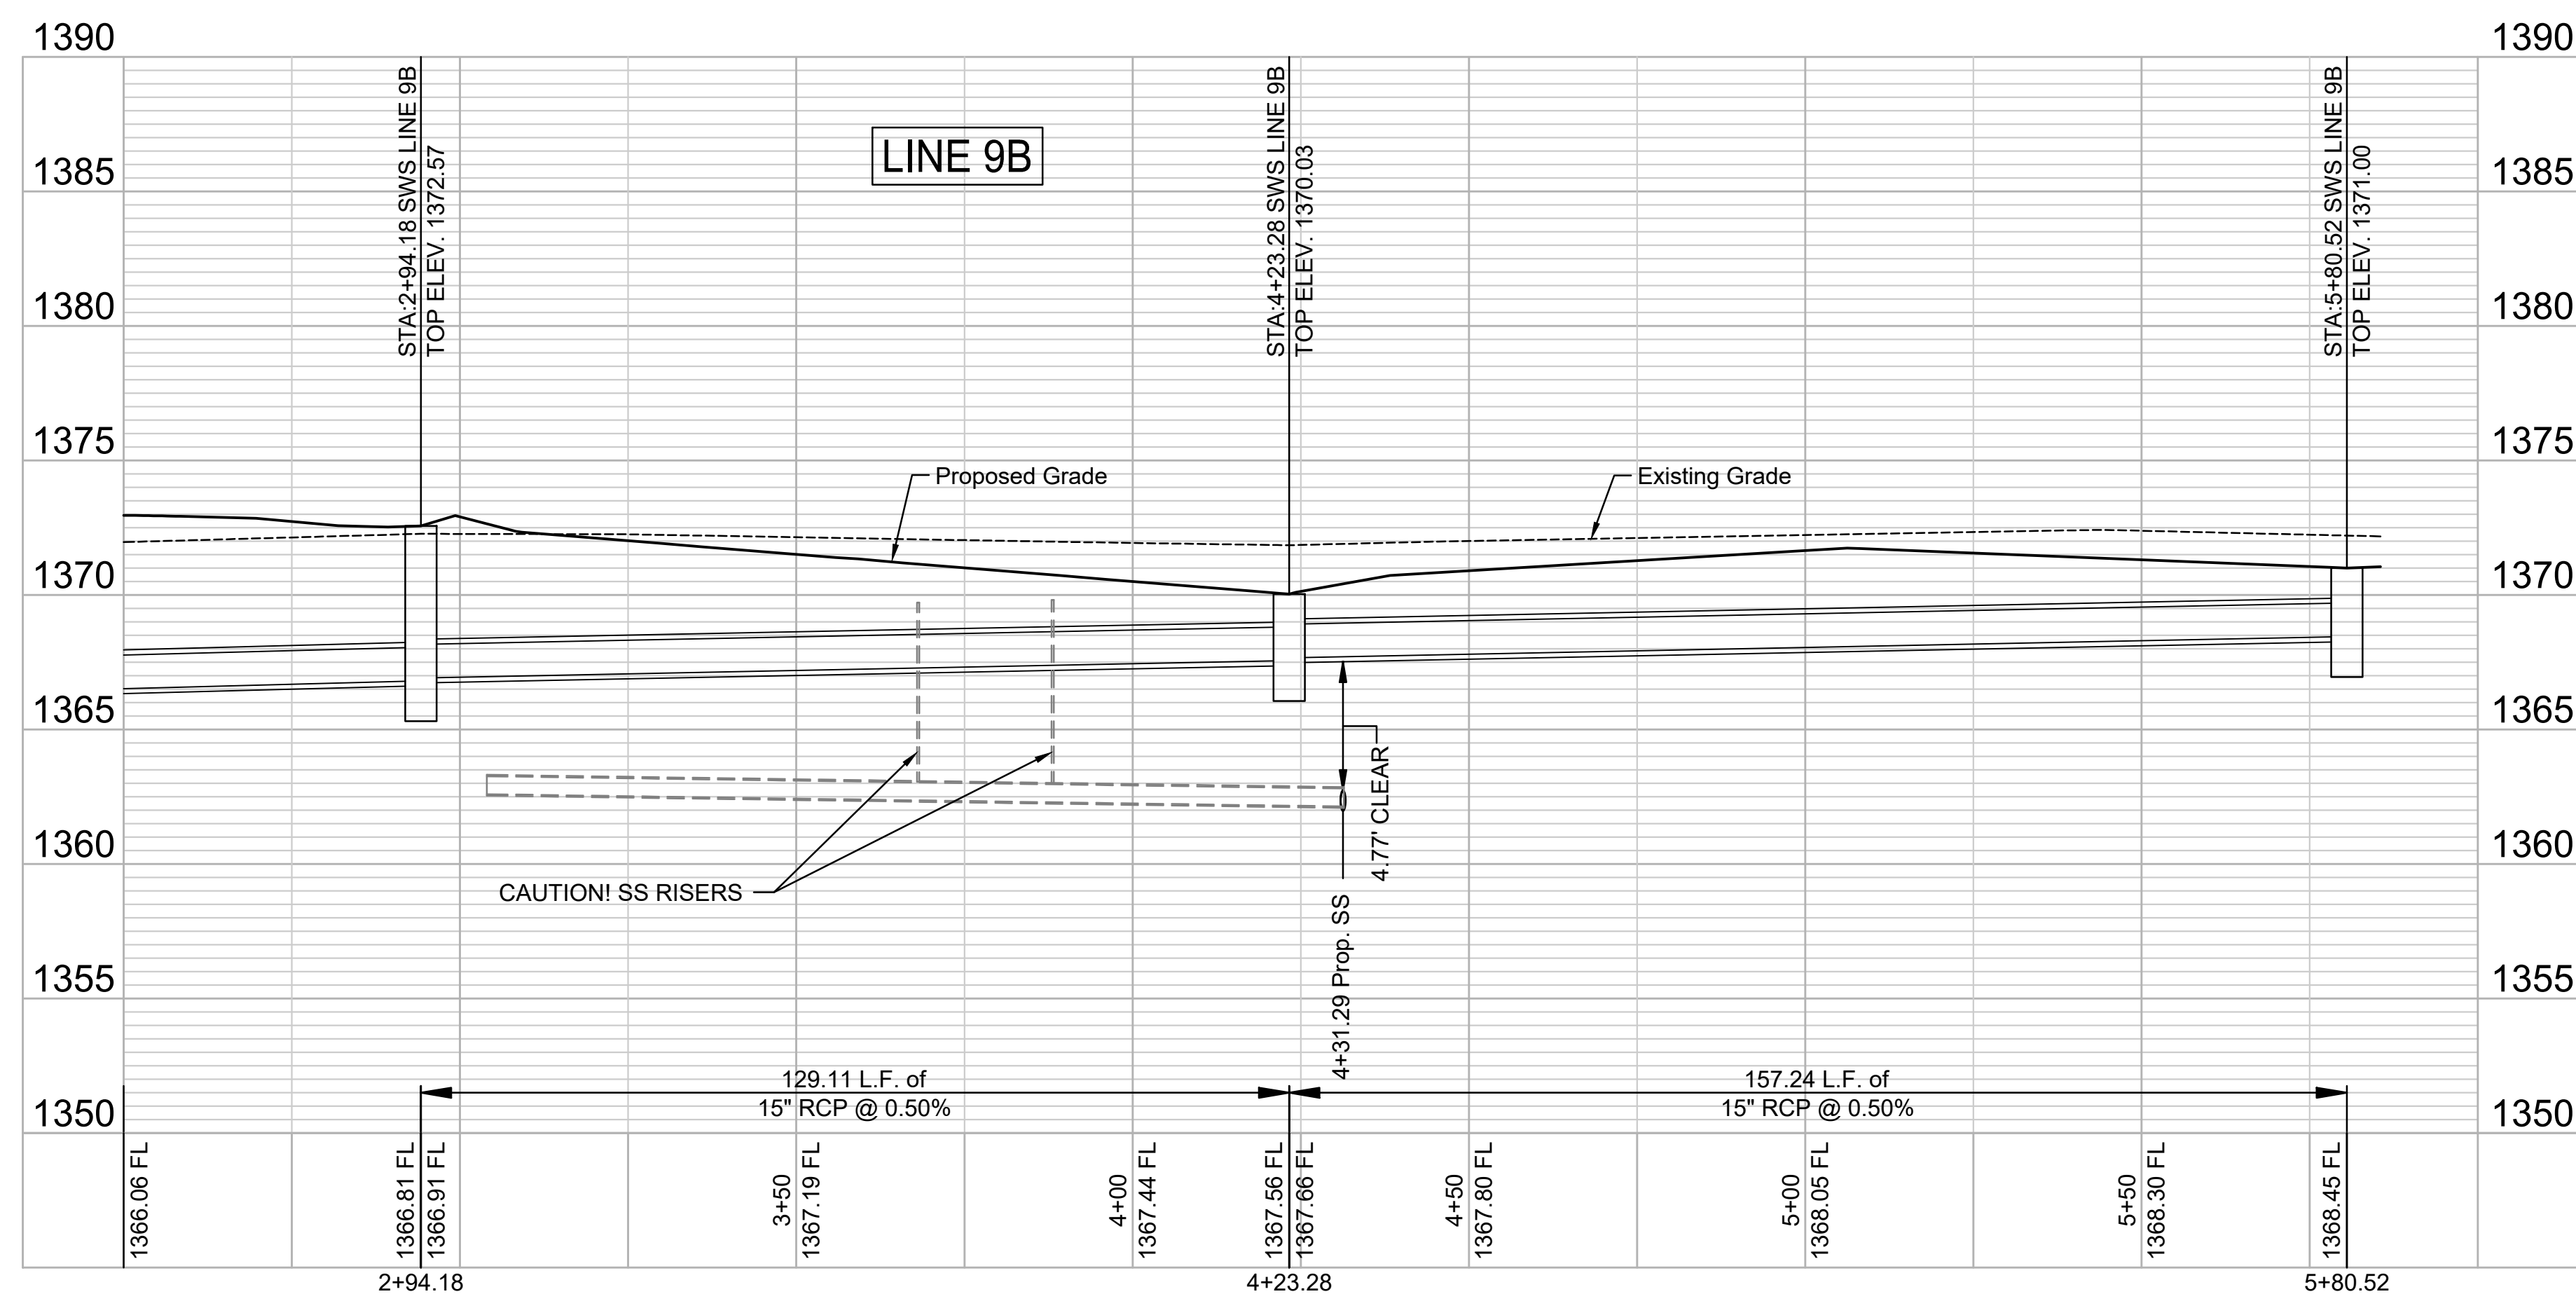 1390
1390
STA:2+94.18 SWS LINE 9B
TOP ELEV. 1372.57
LINE 9B
STA:4+23.28 SWS LINE 9B
TOP ELEV. 1370.03
STA:5+80.52 SWS LINE 9B
TOP ELEV. 1371.00
1385
1385
1380
1380
1375
1375
Proposed Grade
Existing Grade
1370
1370
1365
1365
4.77' CLEAR
1360
1360
CAUTION! SS RISERS
4+31.29 Prop. SS
1355
1355
129.11 L.F. of
15" RCP @ 0.50%
157.24 L.F. of
15" RCP @ 0.50%
1350
1350
1366.06 FL
1366.81 FL
1366.91 FL
3+50
1367.19 FL
4+00
1367.44 FL
1367.56 FL
1367.66 FL
4+50
1367.80 FL
5+00
1368.05 FL
5+50
1368.30 FL
1368.45 FL
2+94.18
4+23.28
5+80.52